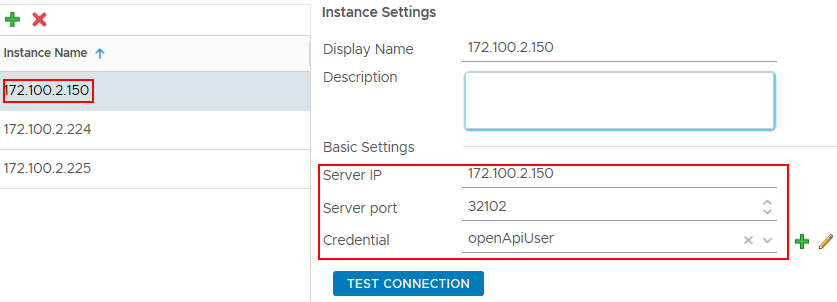 Instance Name
172.100.2.150
172.100.2.224
172.100.2.225
Instance Settings
Display Name 172.100.2.150
Description
Basic Settings
Server IP 172.100.2.150
Server port 32102
Credential openApiUser
TEST CONNECTION